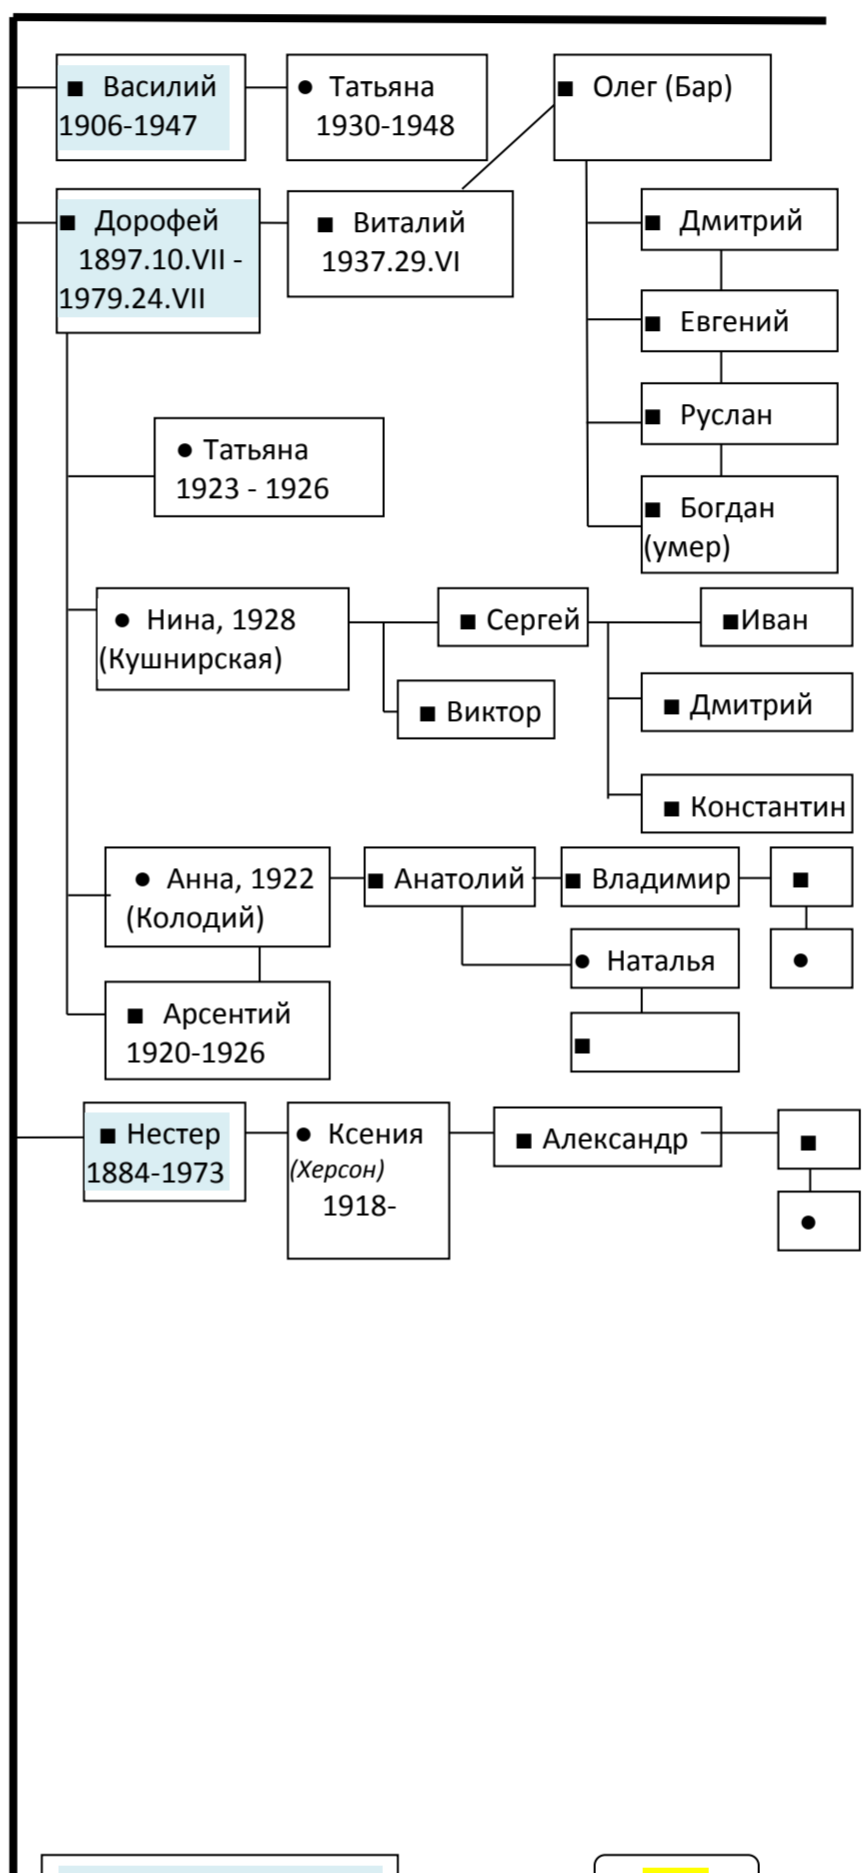 ■ Василий
1906-1947
● Татьяна
1930-1948
■ Олег (Бар)
■ Дорофей
1897.10.VII -
1979.24.VII
■ Виталий
1937.29.VI
■ Дмитрий
■ Евгений
■ Руслан
■ Богдан
(умер)
● Татьяна
1923 - 1926
● Нина, 1928
(Кушнирская)
■ Сергей
■Иван
■ Виктор
■ Дмитрий
■ Константин
● Анна, 1922
(Колодий)
■ Анатолий
■ Владимир
■
● Наталья
●
■ Арсентий
1920-1926
■
■ Нестер
1884-1973
● Ксения
(Херсон)
1918-
■ Александр
■
●